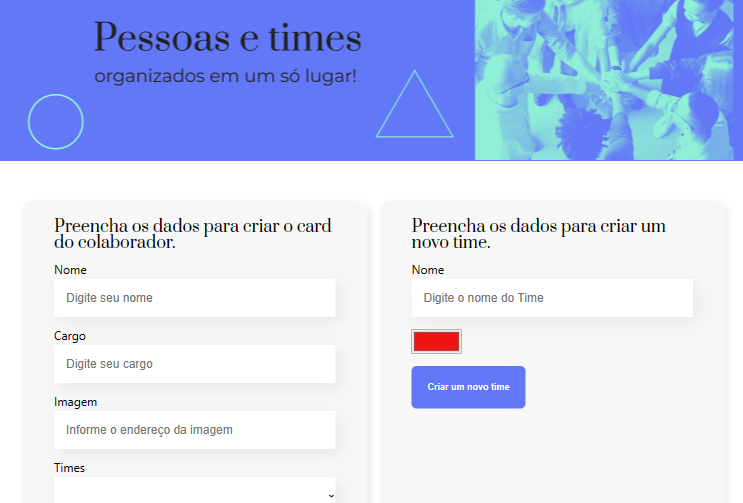 Pessoas e times
organizados em um só lugar!
Preencha os dados para criar o card
do colaborador.
Nome
Digite seu nome
Cargo
Digite seu cargo
Imagem
Informe o endereço da imagem
Times
Preencha os dados para criar um
novo time.
Nome
Digite o nome do Time
Criar um novo time